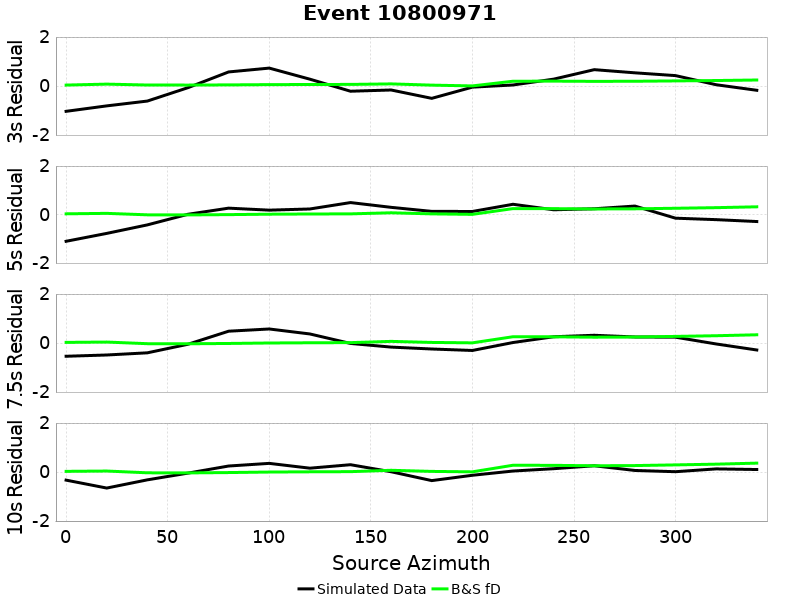 Event 10800971
3s Residual
2
0
-2
5s Residual
2
0
-2
7.5s Residual
2
0
-2
10s Residual
2
0
-2
0 50 100 150 200 250 300
Source Azimuth
Simulated Data B&S fD